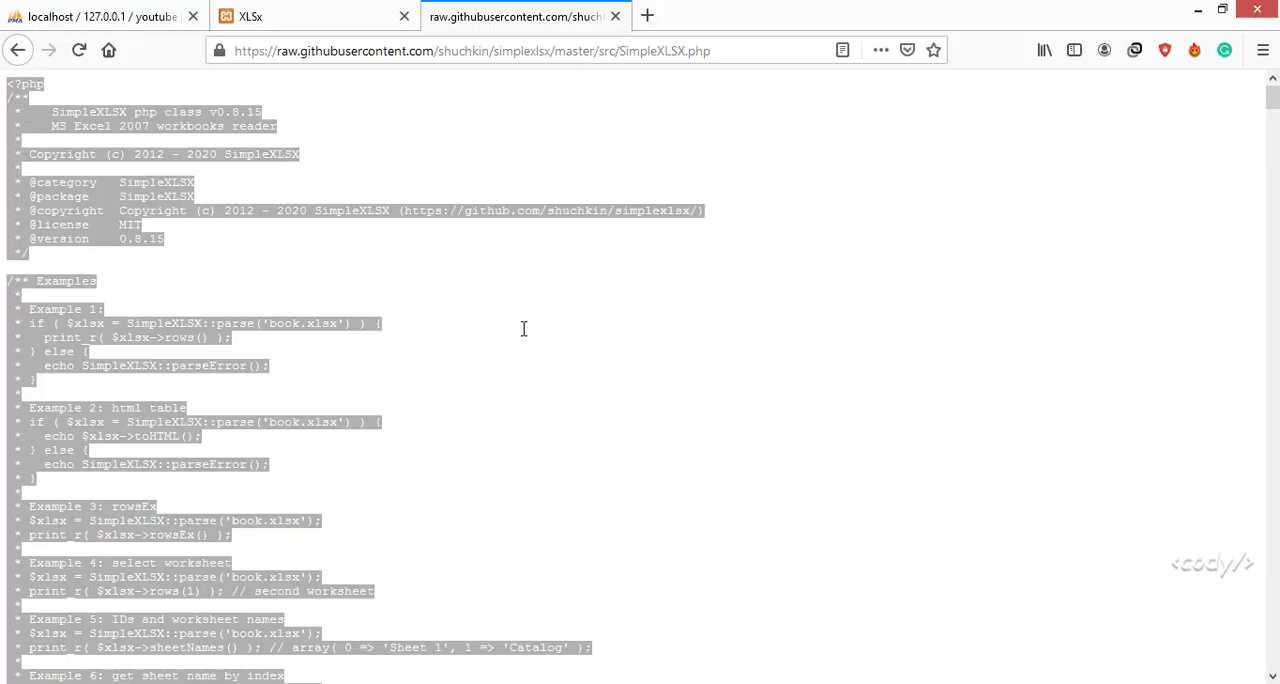 localhost / 127.0.0.1 / youtube
XLSx
raw.githubusercontent.com/shuch
https://raw.githubusercontent.com/shuchkin/simplexlsx/master/src/SimpleXLSX.php
<?php
/**
 *    SimpleXLSX php class v0.8.15
 *    MS Excel 2007 workbooks reader
 *
 * Copyright (c) 2012 - 2020 SimpleXLSX
 *
 * @category   SimpleXLSX
 * @package    SimpleXLSX
 * @copyright  Copyright (c) 2012 - 2020 SimpleXLSX (https://github.com/shuchkin/simplexlsx/)
 * @license    MIT
 * @version    0.8.15
 */
/** Examples
 *
 * Example 1:
 * if ( $xlsx = SimpleXLSX::parse('book.xlsx') ) {
 *   print_r( $xlsx->rows() );
 * } else {
 *   echo SimpleXLSX::parseError();
 * }
 *
 * Example 2: html table
 * if ( $xlsx = SimpleXLSX::parse('book.xlsx') ) {
 *   echo $xlsx->toHTML();
 * } else {
 *   echo SimpleXLSX::parseError();
 * }
 *
 * Example 3: rowsEx
 * $xlsx = SimpleXLSX::parse('book.xlsx');
 * print_r( $xlsx->rowsEx() );
 *
 * Example 4: select worksheet
 * $xlsx = SimpleXLSX::parse('book.xlsx');
 * print_r( $xlsx->rows(1) ); // second worksheet
 *
 * Example 5: IDs and worksheet names
 * $xlsx = SimpleXLSX::parse('book.xlsx');
 * print_r( $xlsx->sheetNames() ); // array( 0 => 'Sheet 1', 1 => 'Catalog' );
 *
 * Example 6: get sheet name by index
<cody/>